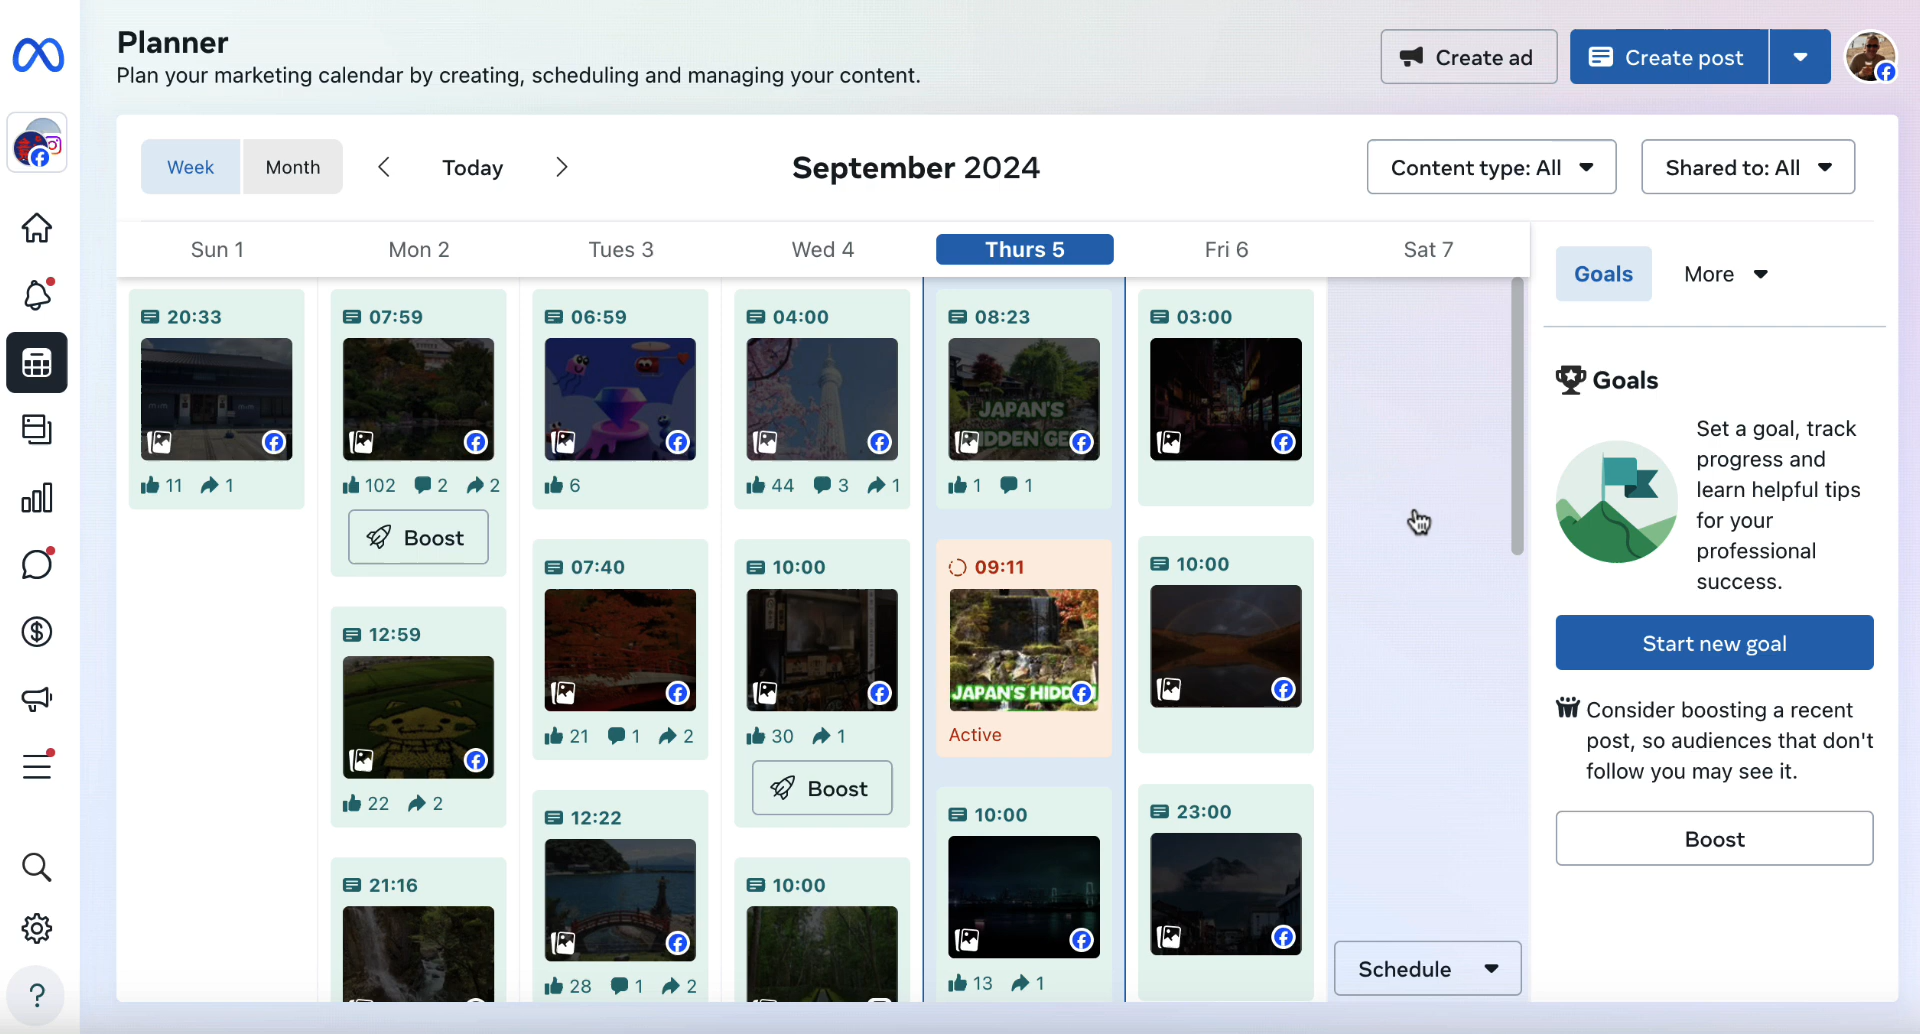 Planner
Plan your marketing calendar by creating, scheduling and managing your content.
Create ad
Create post
Week
Month
Today
September 2024
Content type: All
Shared to: All
Sun 1
Mon 2
Tues 3
Wed 4
Thurs 5
Fri 6
Sat 7
20:33
11
1
07:59
102
2
2
Boost
12:59
22
2
21:16
06:59
6
07:40
21
1
2
12:22
28
1
2
04:00
44
3
1
10:00
30
1
Boost
10:00
08:23
JAPAN'S
1
1
09:11
JAPAN'S
Active
10:00
13
1
03:00
10:00
23:00
Schedule
Goals
More
Goals
Set a goal, track
progress and
learn helpful tips
for your
professional
success.
Start new goal
Consider boosting a recent
post, so audiences that don't
follow you may see it.
Boost
?